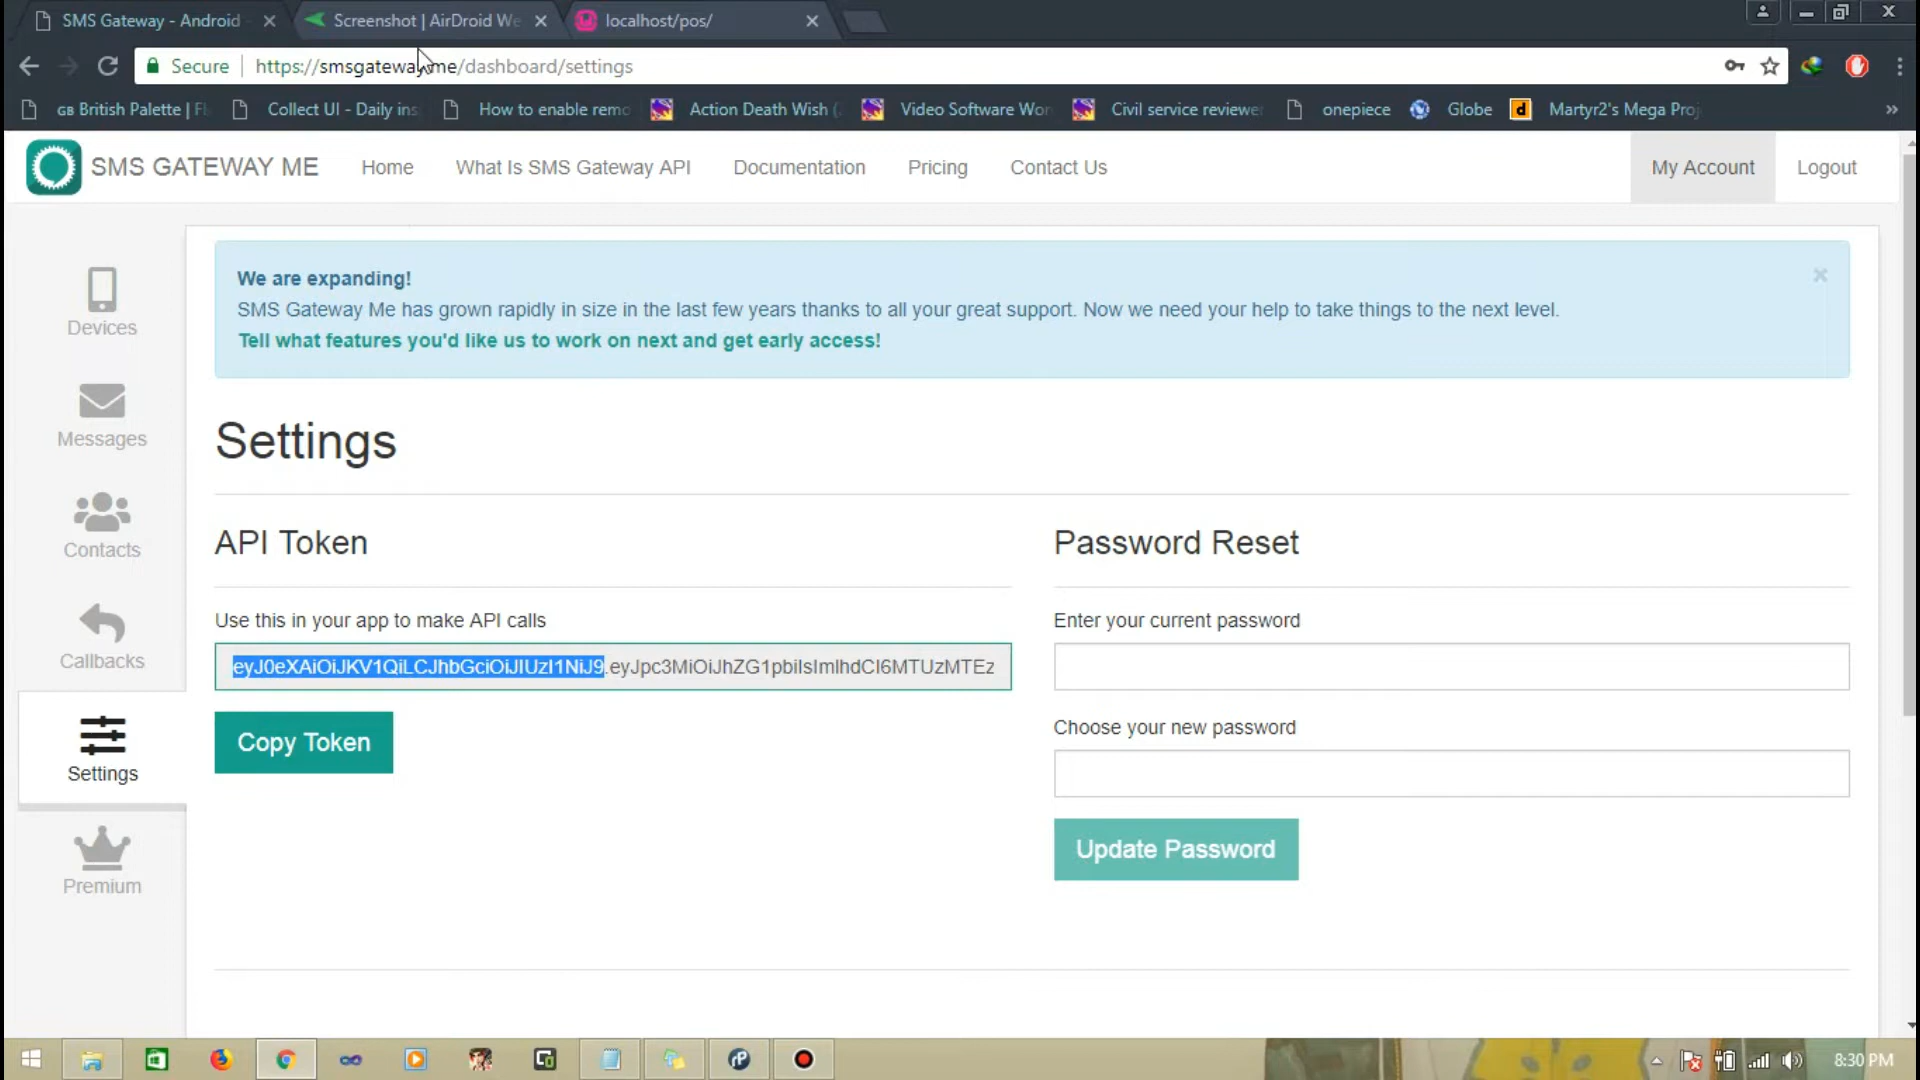 SMS Gateway - Android
Screenshot | AirDroid We
localhost/pos/
Secure
https://smsgateway.me/dashboard/settings
GB British Palette | Fl
Collect UI - Daily ins
How to enable remo
Action Death Wish (
Video Software Wor
Civil service reviewer
onepiece
Globe
d
Martyr2's Mega Proj
»
SMS GATEWAY ME
Home
What Is SMS Gateway API
Documentation
Pricing
Contact Us
My Account
Logout
Devices
Messages
Contacts
Callbacks
Settings
Premium
We are expanding!
SMS Gateway Me has grown rapidly in size in the last few years thanks to all your great support. Now we need your help to take things to the next level.
Tell what features you'd like us to work on next and get early access!
Settings
API Token
Use this in your app to make API calls
eyJ0eXAiOiJKV1QiLCJhbGciOiJIUzI1NiJ9.eyJpc3MiOiJhZG1pbiIsImlhdCI6MTUzMTEz
Copy Token
Password Reset
Enter your current password
Choose your new password
Update Password
8:30 PM